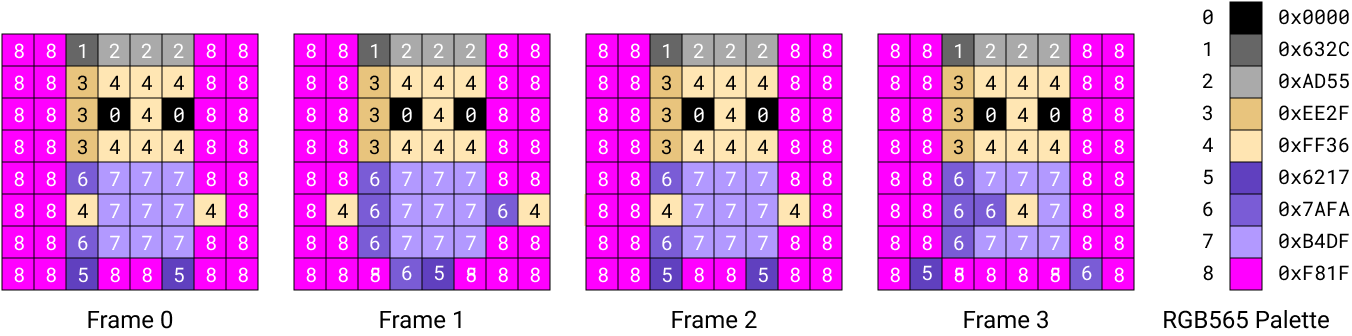 8 8 1 2 2 2 8 8
8 8 3 4 4 4 8 8
8 8 3 0 4 0 8 8
8 8 3 4 4 4 8 8
8 8 6 7 7 7 8 8
8 8 4 7 7 7 4 8
8 8 6 7 7 7 8 8
8 8 5 8 8 5 8 8
Frame 0
8 8 1 2 2 2 8 8
8 8 3 4 4 4 8 8
8 8 3 0 4 0 8 8
8 8 3 4 4 4 8 8
8 8 6 7 7 7 8 8
8 4 6 7 7 7 6 4
8 8 6 7 7 7 8 8
8 8 8 6 5 8 8 8
Frame 1
8 8 1 2 2 2 8 8
8 8 3 4 4 4 8 8
8 8 3 0 4 0 8 8
8 8 3 4 4 4 8 8
8 8 6 7 7 7 8 8
8 8 4 7 7 7 4 8
8 8 6 7 7 7 8 8
8 8 5 8 8 5 8 8
Frame 2
8 8 1 2 2 2 8 8
8 8 3 4 4 4 8 8
8 8 3 0 4 0 8 8
8 8 3 4 4 4 8 8
8 8 6 7 7 7 8 8
8 8 6 6 4 7 8 8
8 8 6 7 7 7 8 8
8 5 8 8 8 8 6 8
Frame 3
0 0x0000
1 0x632C
2 0xAD55
3 0xEE2F
4 0xFF36
5 0x6217
6 0x7AFA
7 0xB4DF
8 0xF81F
RGB565 Palette